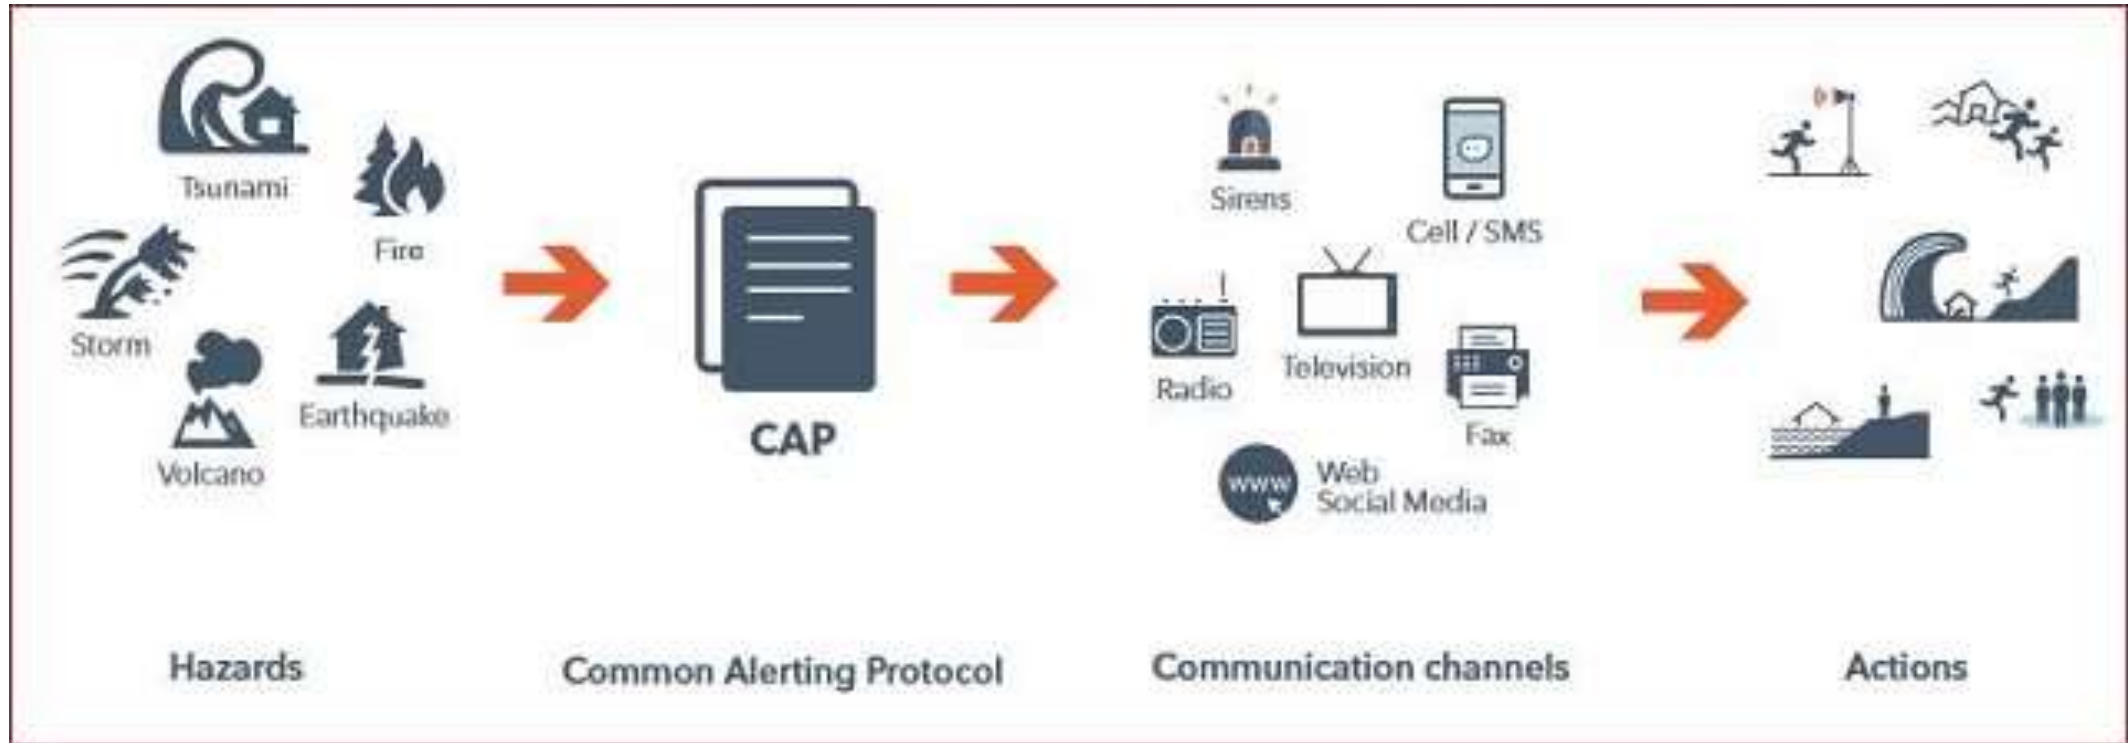 Tsunami
Fire
Storm
Earthquake
Volcano
CAP
Sirens
Cell / SMS
Radio
Television
Fax
www
Web
Social Media
Hazards
Common Alerting Protocol
Communication channels
Actions